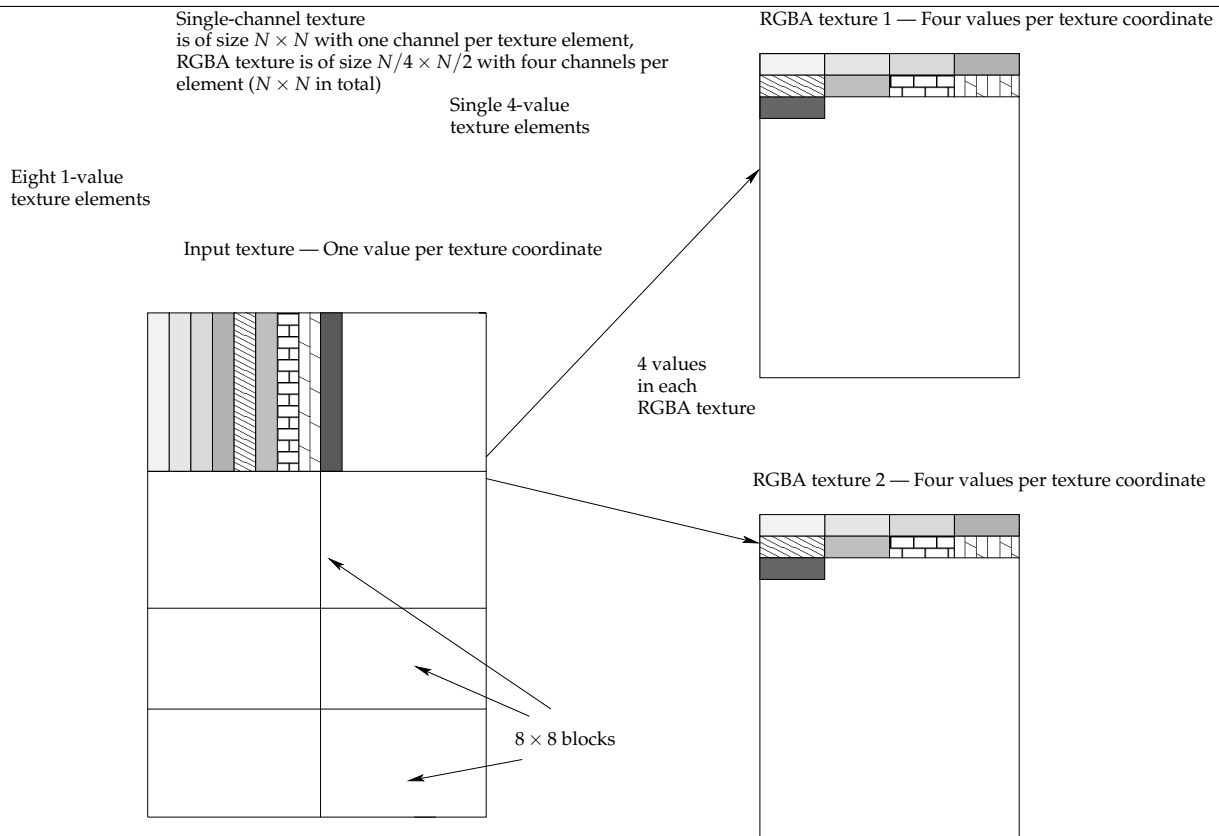 Single-channel texture
is of size N × N with one channel per texture element,
RGBA texture is of size N/4 × N/2 with four channels per
element (N × N in total)
RGBA texture 1 — Four values per texture coordinate
Single 4-value
texture elements
Eight 1-value
texture elements
Input texture — One value per texture coordinate
4 values
in each
RGBA texture
RGBA texture 2 — Four values per texture coordinate
8 × 8 blocks